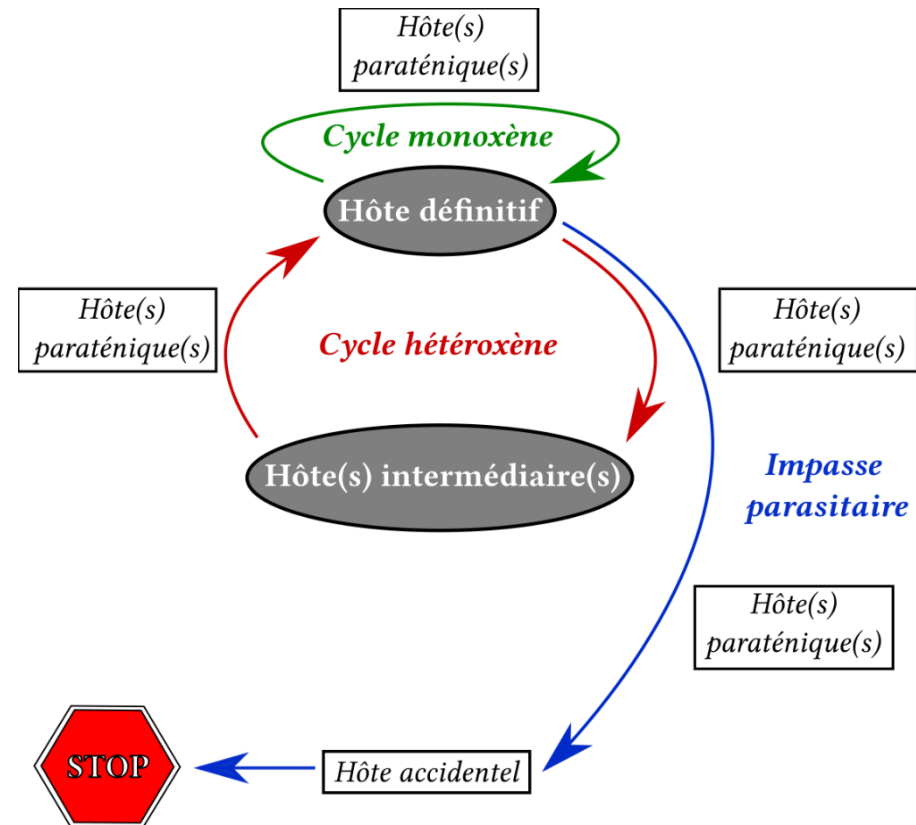 Hôte(s)
paraténique(s)
Cycle monoxène
Hôte définitif
Hôte(s)
paraténique(s)
Cycle hétéroxène
Hôte(s)
paraténique(s)
Hôte(s) intermédiaire(s)
Impasse
parasitaire
Hôte(s)
paraténique(s)
STOP
Hôte accidentel